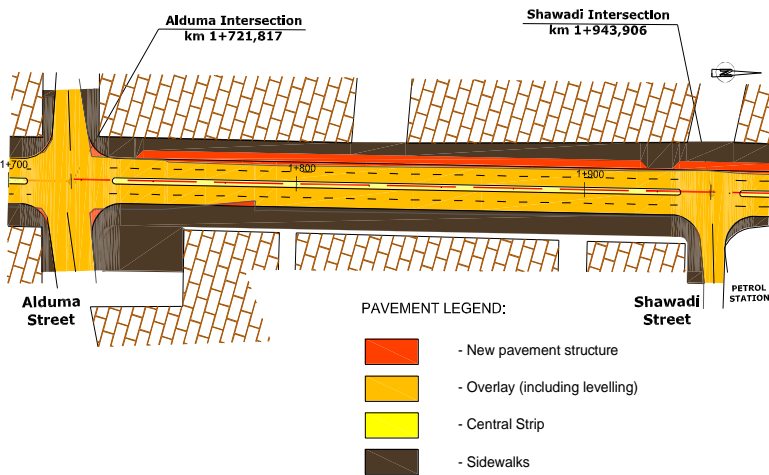 Alduma Intersection
km 1+721,817
Shawadi Intersection
km 1+943,906
N
1+700
1+800
1+900
Alduma
Street
Shawadi
Street
PETROL
STATION
PAVEMENT LEGEND:
- New pavement structure
- Overlay (including levelling)
- Central Strip
- Sidewalks